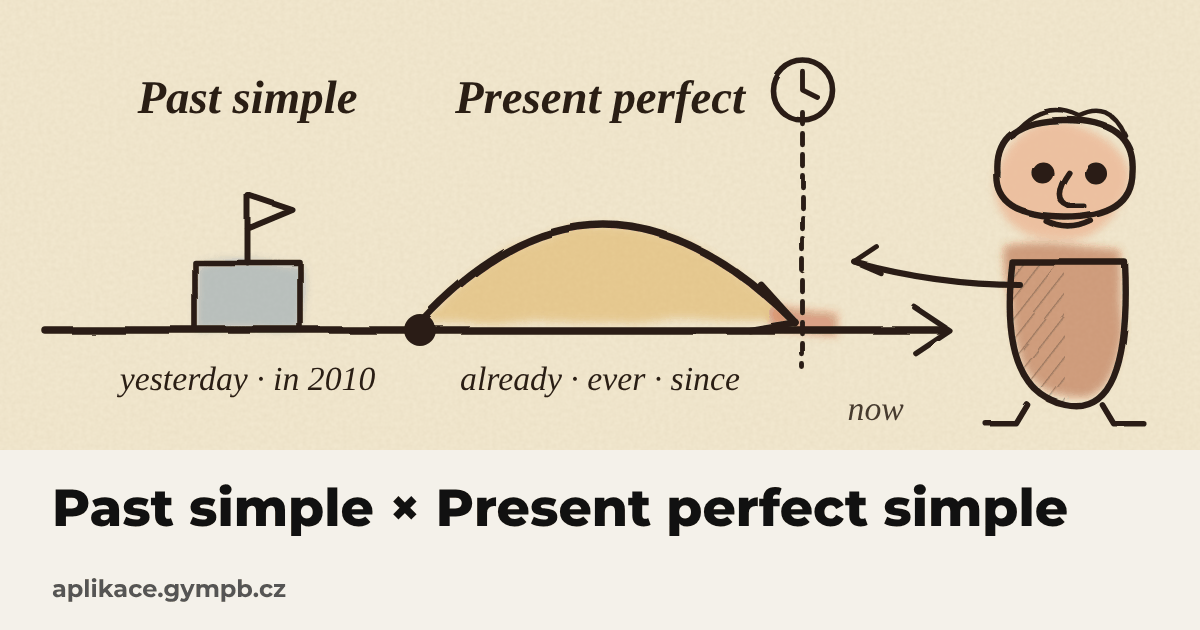 Past simple
Present perfect
yesterday · in 2010
already · ever · since
now
Past simple × Present perfect simple
aplikace.gympb.cz